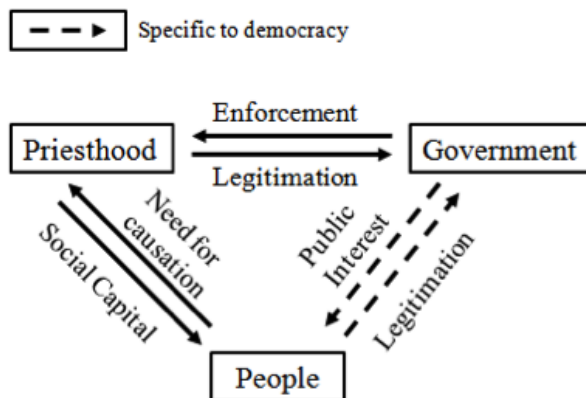 Specific to democracy
Enforcement
Priesthood
Government
Legitimation
Need for
causation
Social Capital
Public
Interest
Legitimation
People